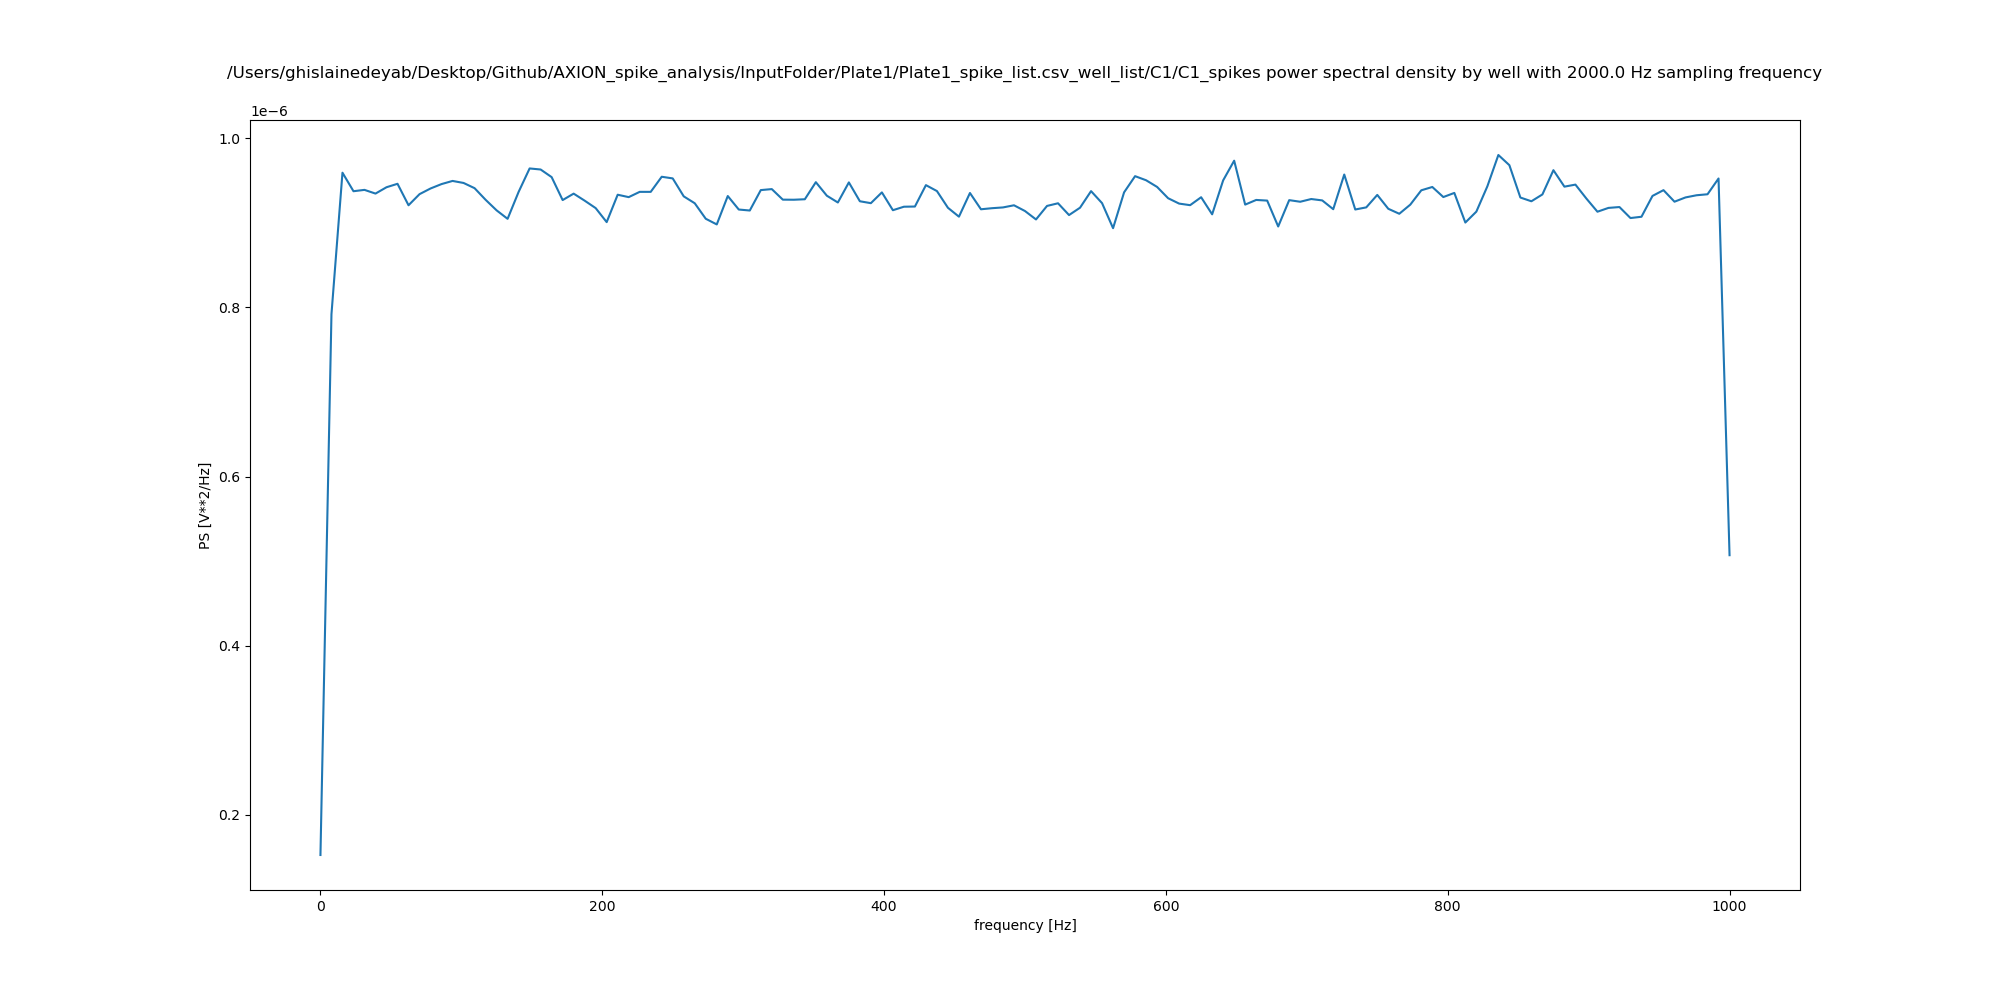 /Users/ghislainedeyab/Desktop/Github/AXION_spike_analysis/InputFolder/Plate1/Plate1_spike_list.csv_well_list/C1/C1_spikes power spectral density by well with 2000.0 Hz sampling frequency
1e−6
1.0
0.8
0.6
0.4
0.2
PS [V**2/Hz]
0 200 400 600 800 1000
frequency [Hz]